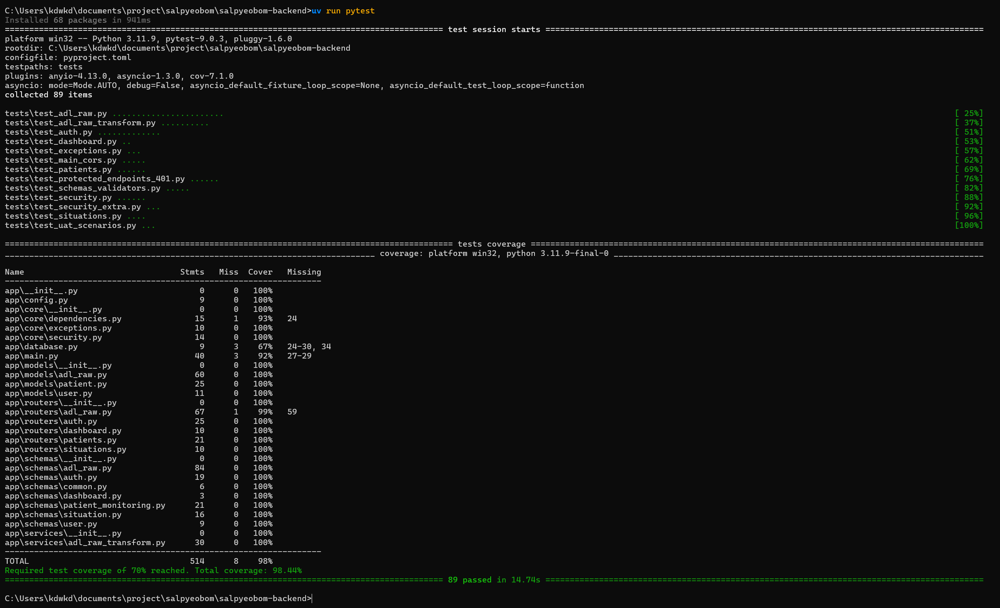 C:\Users\kdwkd\documents\project\salpyeobom\salpyeobom-backend>uv run pytest
Installed 68 packages in 941ms
========================================================================================== test session starts ==========================================================================================
platform win32 -- Python 3.11.9, pytest-9.0.3, pluggy-1.6.0
rootdir: C:\Users\kdwkd\documents\project\salpyeobom\salpyeobom-backend
configfile: pyproject.toml
testpaths: tests
plugins: anyio-4.13.0, asyncio-1.3.0, cov-7.1.0
asyncio: mode=Mode.AUTO, debug=False, asyncio_default_fixture_loop_scope=None, asyncio_default_test_loop_scope=function
collected 89 items
tests\test_adl_raw.py ....................... [ 25%]
tests\test_adl_raw_transform.py .......... [ 37%]
tests\test_auth.py ............. [ 51%]
tests\test_dashboard.py .. [ 53%]
tests\test_exceptions.py ... [ 57%]
tests\test_main_cors.py ..... [ 62%]
tests\test_patients.py ...... [ 69%]
tests\test_protected_endpoints_401.py ...... [ 76%]
tests\test_schemas_validators.py ..... [ 82%]
tests\test_security.py ...... [ 88%]
tests\test_security_extra.py ... [ 92%]
tests\test_situations.py .... [ 96%]
tests\test_uat_scenarios.py ... [100%]
============================================================================================ tests coverage =============================================================================================
____________________________________________________________________________ coverage: platform win32, python 3.11.9-final-0 ____________________________________________________________________________
Name Stmts Miss Cover Missing
-----------------------------------------------------------------
app\__init__.py 0 0 100%
app\config.py 9 0 100%
app\core\__init__.py 0 0 100%
app\core\dependencies.py 15 1 93% 24
app\core\exceptions.py 10 0 100%
app\core\security.py 14 0 100%
app\database.py 9 3 67% 24-30, 34
app\main.py 40 3 92% 27-29
app\models\__init__.py 0 0 100%
app\models\adl_raw.py 60 0 100%
app\models\patient.py 25 0 100%
app\models\user.py 11 0 100%
app\routers\__init__.py 0 0 100%
app\routers\adl_raw.py 67 1 99% 59
app\routers\auth.py 25 0 100%
app\routers\dashboard.py 10 0 100%
app\routers\patients.py 21 0 100%
app\routers\situations.py 10 0 100%
app\schemas\__init__.py 0 0 100%
app\schemas\adl_raw.py 84 0 100%
app\schemas\auth.py 19 0 100%
app\schemas\common.py 6 0 100%
app\schemas\dashboard.py 3 0 100%
app\schemas\patient_monitoring.py 21 0 100%
app\schemas\situation.py 16 0 100%
app\schemas\user.py 9 0 100%
app\services\__init__.py 0 0 100%
app\services\adl_raw_transform.py 30 0 100%
-----------------------------------------------------------------
TOTAL 514 8 98%
Required test coverage of 70% reached. Total coverage: 98.44%
========================================================================================== 89 passed in 14.74s ==========================================================================================
C:\Users\kdwkd\documents\project\salpyeobom\salpyeobom-backend>